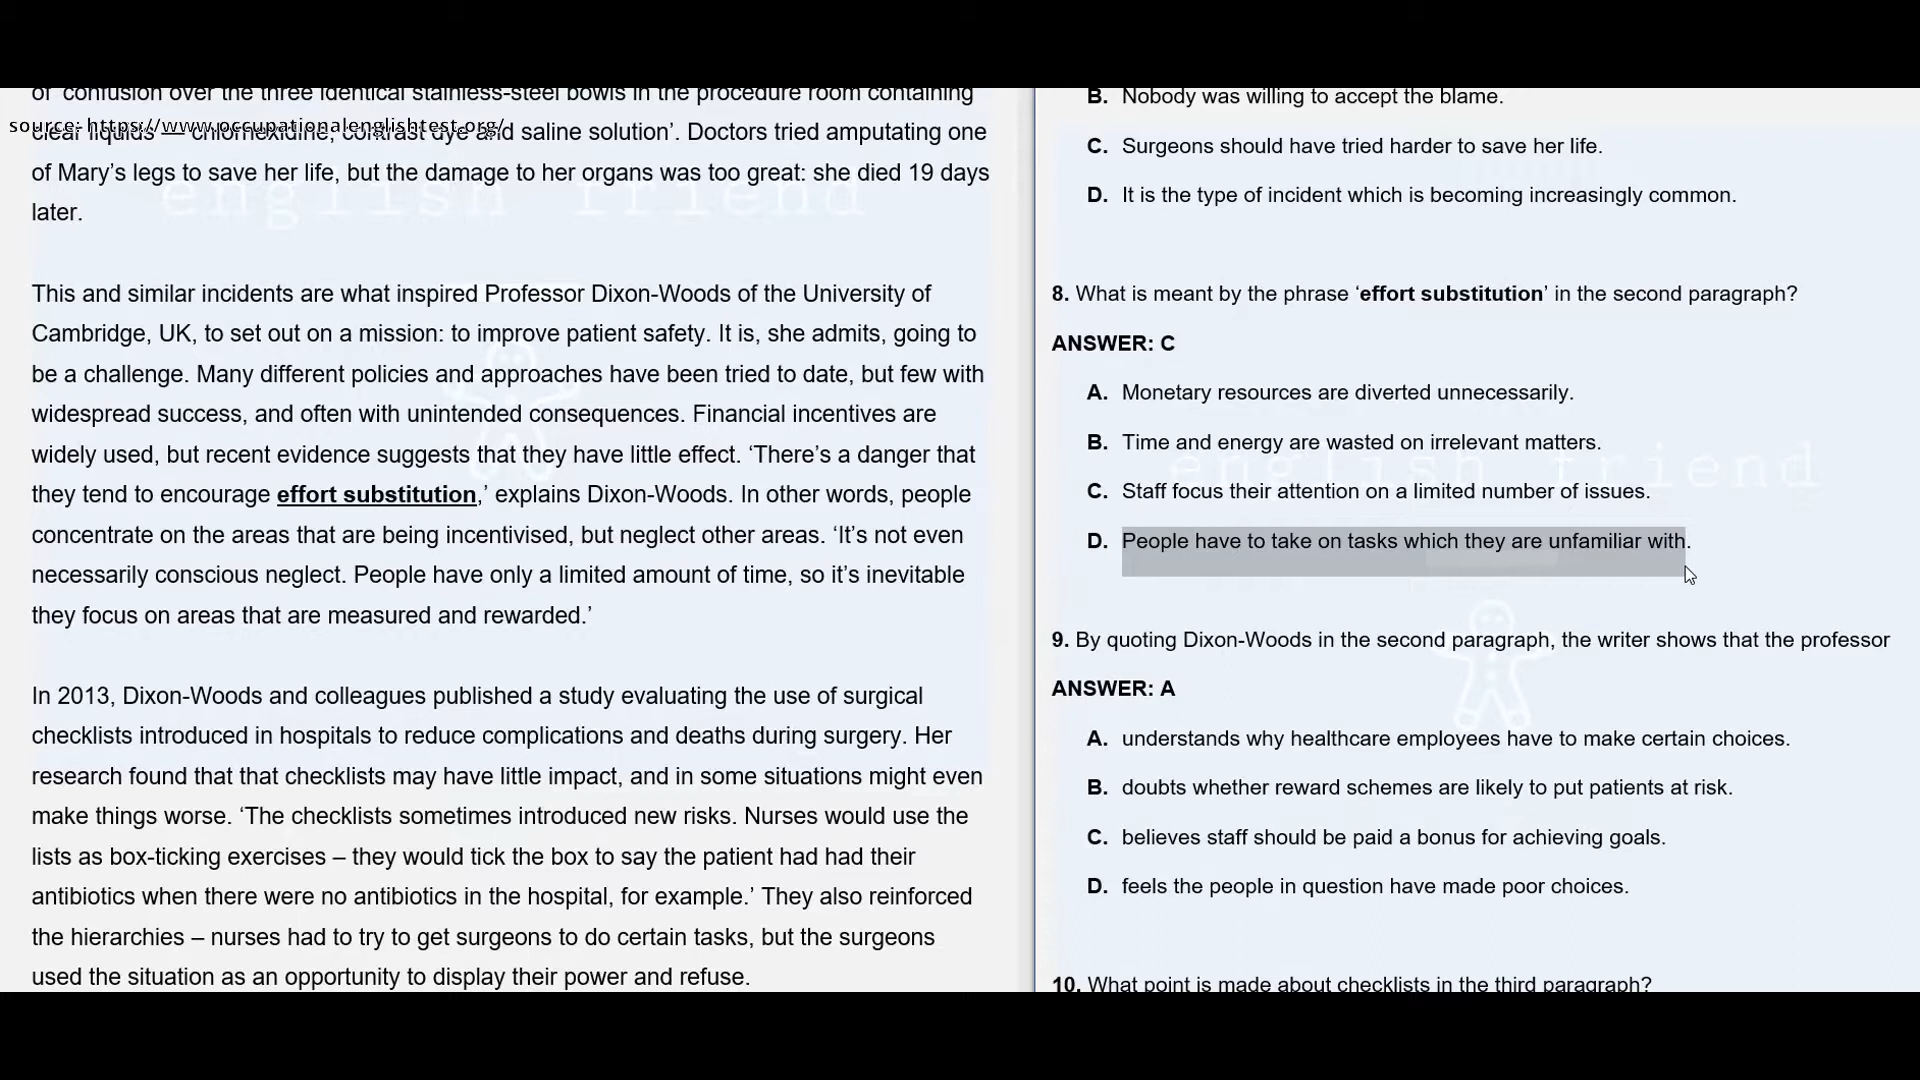 of 'confusion over the three identical stainless-steel bowls in the procedure room containing
source: https://www.occupationalenglishtest.org/
clear liquids — chlorhexidine, contrast dye and saline solution’. Doctors tried amputating one
of Mary’s legs to save her life, but the damage to her organs was too great: she died 19 days
later.
This and similar incidents are what inspired Professor Dixon-Woods of the University of
Cambridge, UK, to set out on a mission: to improve patient safety. It is, she admits, going to
be a challenge. Many different policies and approaches have been tried to date, but few with
widespread success, and often with unintended consequences. Financial incentives are
widely used, but recent evidence suggests that they have little effect. ‘There’s a danger that
they tend to encourage effort substitution,’ explains Dixon-Woods. In other words, people
concentrate on the areas that are being incentivised, but neglect other areas. ‘It’s not even
necessarily conscious neglect. People have only a limited amount of time, so it’s inevitable
they focus on areas that are measured and rewarded.’
In 2013, Dixon-Woods and colleagues published a study evaluating the use of surgical
checklists introduced in hospitals to reduce complications and deaths during surgery. Her
research found that that checklists may have little impact, and in some situations might even
make things worse. ‘The checklists sometimes introduced new risks. Nurses would use the
lists as box-ticking exercises – they would tick the box to say the patient had had their
antibiotics when there were no antibiotics in the hospital, for example.’ They also reinforced
the hierarchies – nurses had to try to get surgeons to do certain tasks, but the surgeons
used the situation as an opportunity to display their power and refuse.
english friend
B. Nobody was willing to accept the blame.
C. Surgeons should have tried harder to save her life.
D. It is the type of incident which is becoming increasingly common.
8. What is meant by the phrase ‘effort substitution’ in the second paragraph?
ANSWER: C
A. Monetary resources are diverted unnecessarily.
B. Time and energy are wasted on irrelevant matters.
C. Staff focus their attention on a limited number of issues.
D. People have to take on tasks which they are unfamiliar with.
9. By quoting Dixon-Woods in the second paragraph, the writer shows that the professor
ANSWER: A
A. understands why healthcare employees have to make certain choices.
B. doubts whether reward schemes are likely to put patients at risk.
C. believes staff should be paid a bonus for achieving goals.
D. feels the people in question have made poor choices.
10. What point is made about checklists in the third paragraph?
english friend